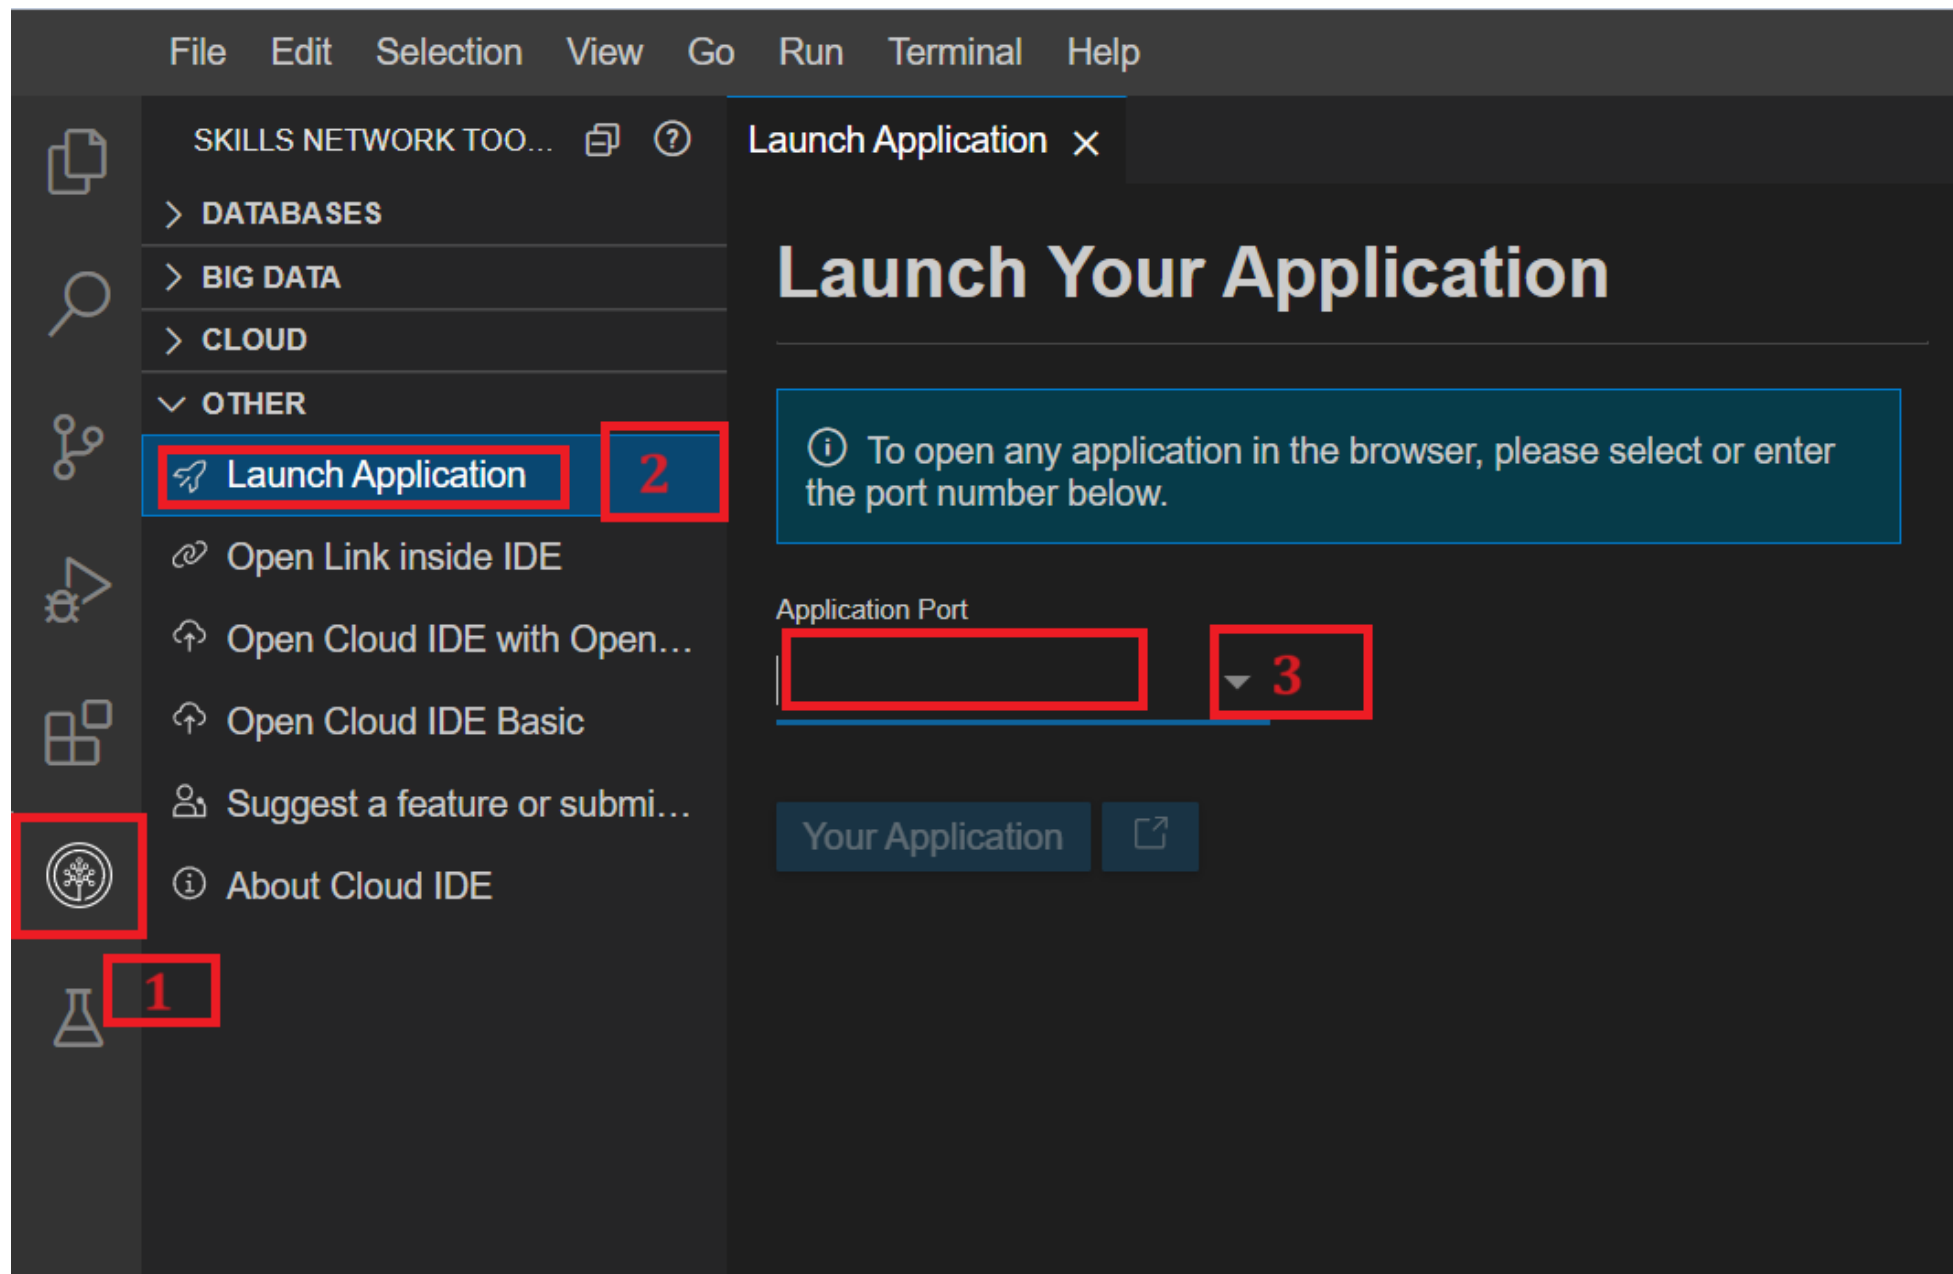 File Edit Selection View Go Run Terminal Help
SKILLS NETWORK TOO...
Launch Application
DATABASES
BIG DATA
CLOUD
OTHER
Launch Application
2
Open Link inside IDE
Open Cloud IDE with Open...
Open Cloud IDE Basic
Suggest a feature or submi...
About Cloud IDE
1
Launch Your Application
To open any application in the browser, please select or enter
the port number below.
Application Port
3
Your Application